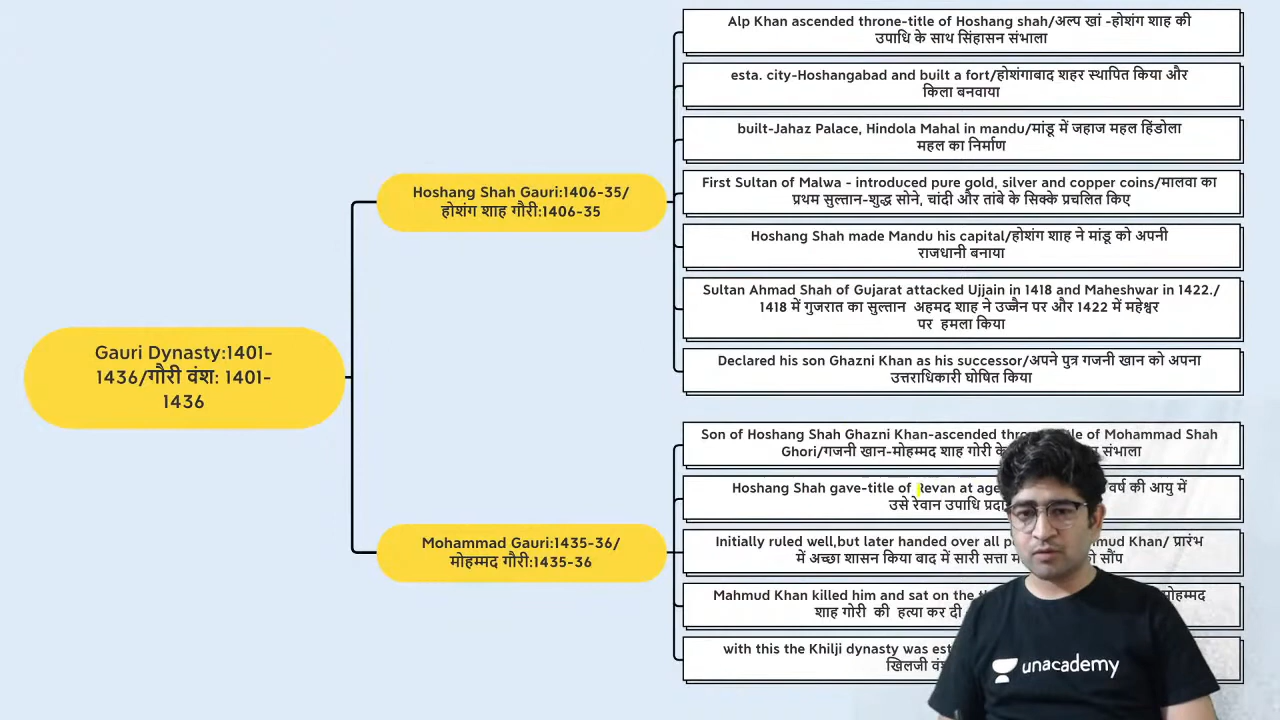 Alp Khan ascended throne-title of Hoshang shah/अल्प खां -होशंग शाह की
उपाधि के साथ सिंहासन संभाला
esta. city-Hoshangabad and built a fort/होशंगाबाद शहर स्थापित किया और
किला बनवाया
built-Jahaz Palace, Hindola Mahal in mandu/मांडू में जहाज महल हिंडोला
महल का निर्माण
First Sultan of Malwa - introduced pure gold, silver and copper coins/मालवा का
प्रथम सुल्तान-शुद्ध सोने, चांदी और तांबे के सिक्के प्रचलित किए
Hoshang Shah Gauri:1406-35/
होशंग शाह गौरी:1406-35
Hoshang Shah made Mandu his capital/होशंग शाह ने मांडू को अपनी
राजधानी बनाया
Sultan Ahmad Shah of Gujarat attacked Ujjain in 1418 and Maheshwar in 1422./
1418 में गुजरात का सुल्तान अहमद शाह ने उज्जैन पर और 1422 में महेश्वर
पर हमला किया
Declared his son Ghazni Khan as his successor/अपने पुत्र गजनी खान को अपना
उत्तराधिकारी घोषित किया
Gauri Dynasty:1401-
1436/गौरी वंश: 1401-
1436
Son of Hoshang Shah Ghazni Khan-ascended of Mohammad Shah
Ghori/गजनी खान-मोहम्मद शाह गोरी संभाला
Hoshang Shah gave-title of Revan at age वर्ष की आयु में
उसे रेवान उपाधि
Mohammad Gauri:1435-36/
मोहम्मद गौरी:1435-36
Initially ruled well,but later handed over all Khan/ प्रारंभ
में अच्छा शासन किया बाद में सारी सत्ता सौंप
Mahmud Khan killed him and sat on the मोहम्मद
शाह गोरी की हत्या कर दी
with this the Khilji dynasty was
खिलजी
unacademy